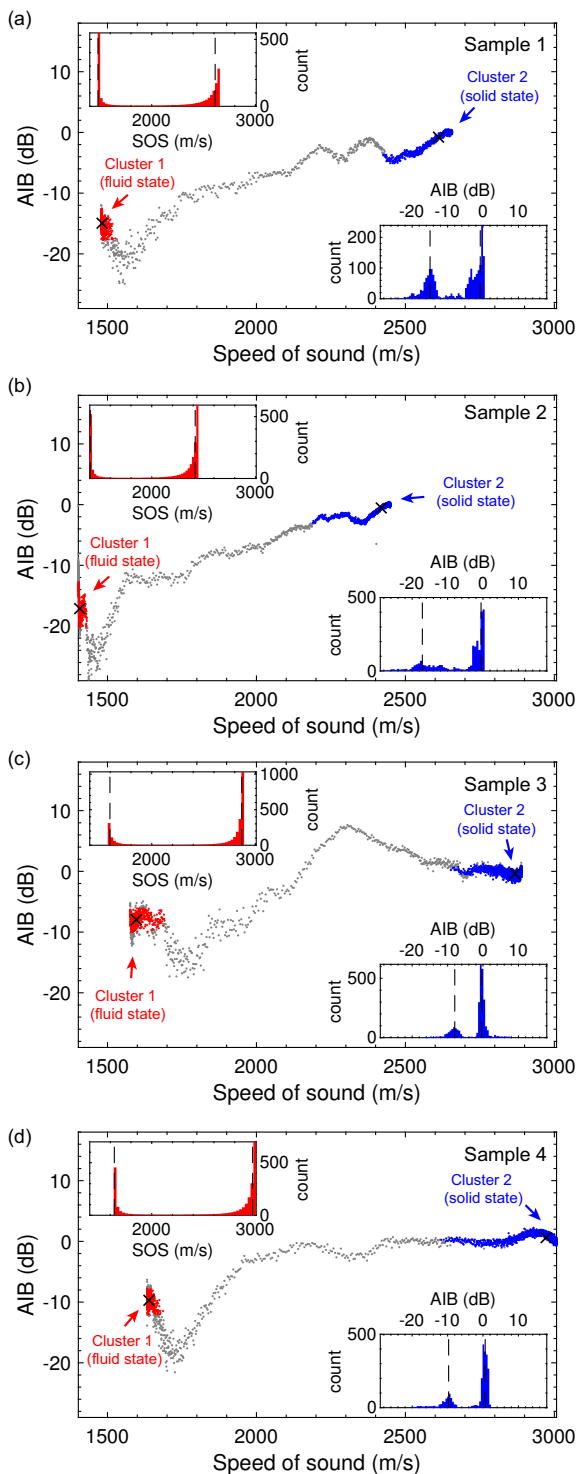 (a)
Sample 1
AIB (dB)
10
0
-10
-20
1500
2000
2500
3000
Speed of sound (m/s)
500
0
count
2000
3000
SOS (m/s)
Cluster 1
(fluid state)
Cluster 2
(solid state)
AIB (dB)
-20 -10 0 10
200
100
0
count
(b)
Sample 2
AIB (dB)
10
0
-10
-20
1500
2000
2500
3000
Speed of sound (m/s)
500
0
count
2000
3000
SOS (m/s)
Cluster 1
(fluid state)
Cluster 2
(solid state)
AIB (dB)
-20 -10 0 10
500
0
count
(c)
Sample 3
AIB (dB)
10
0
-10
-20
1500
2000
2500
3000
Speed of sound (m/s)
1000
500
0
count
2000
3000
SOS (m/s)
Cluster 2
(solid state)
Cluster 1
(fluid state)
AIB (dB)
-20 -10 0 10
500
0
count
(d)
Sample 4
AIB (dB)
10
0
-10
-20
1500
2000
2500
3000
Speed of sound (m/s)
500
0
count
2000
3000
SOS (m/s)
Cluster 2
(solid state)
Cluster 1
(fluid state)
AIB (dB)
-20 -10 0 10
500
0
count